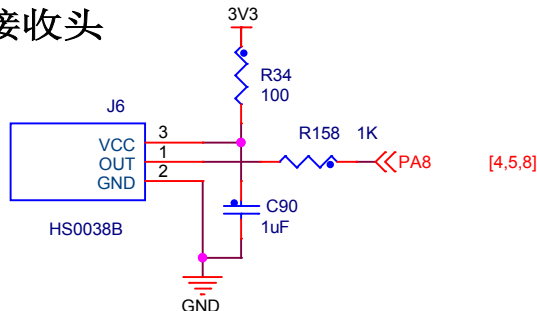 接收头
3V3
R34
100
J6
VCC 3
OUT 1
GND 2
HS0038B
R158 1K
PA8 [4,5,8]
C90
1uF
GND